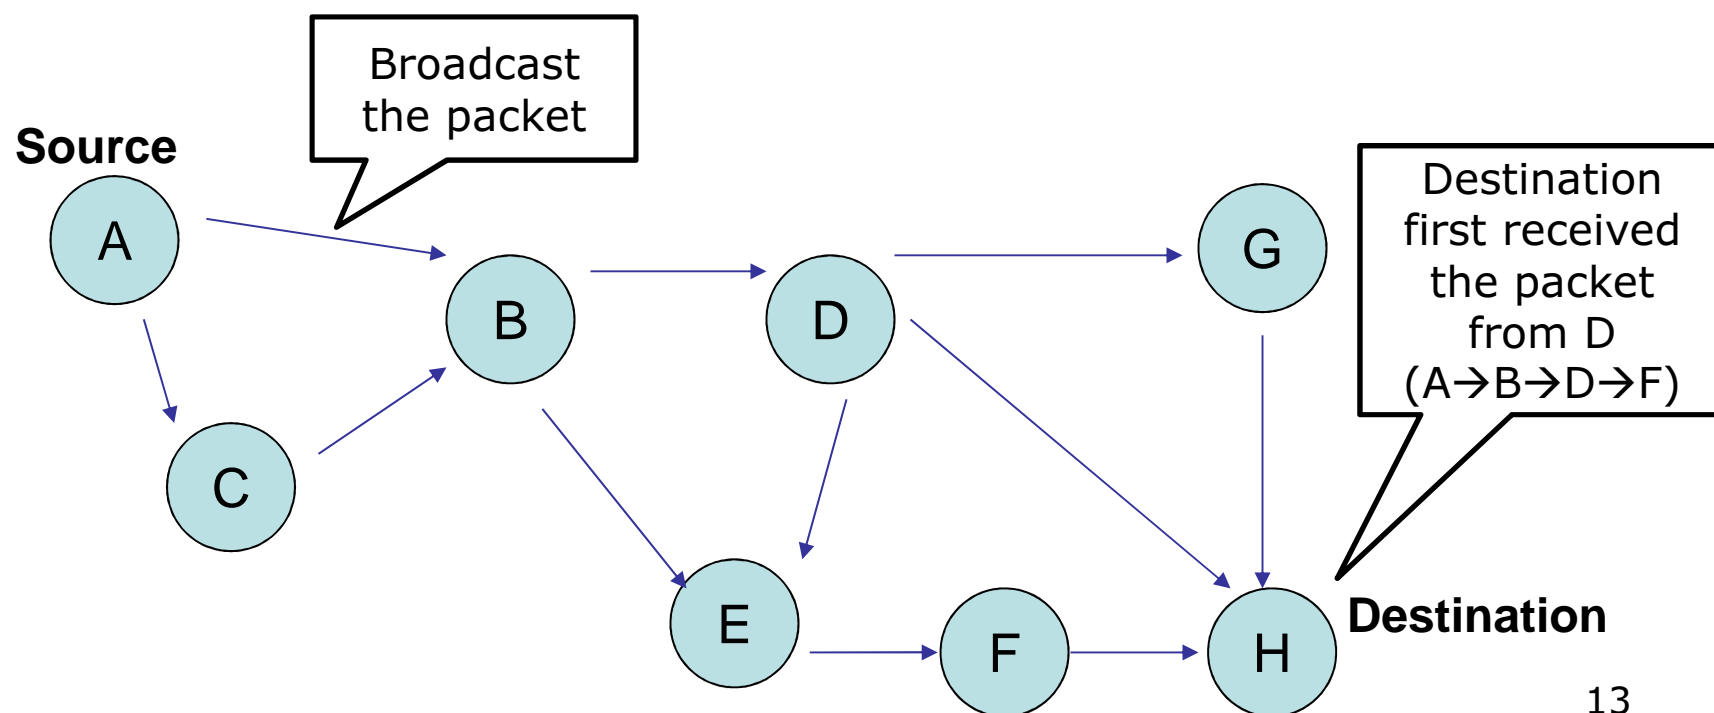 Broadcast
the packet
Source
A
B
C
D
G
E
F
H
Destination
first received
the packet
from D
(A→B→D→F)
Destination
13